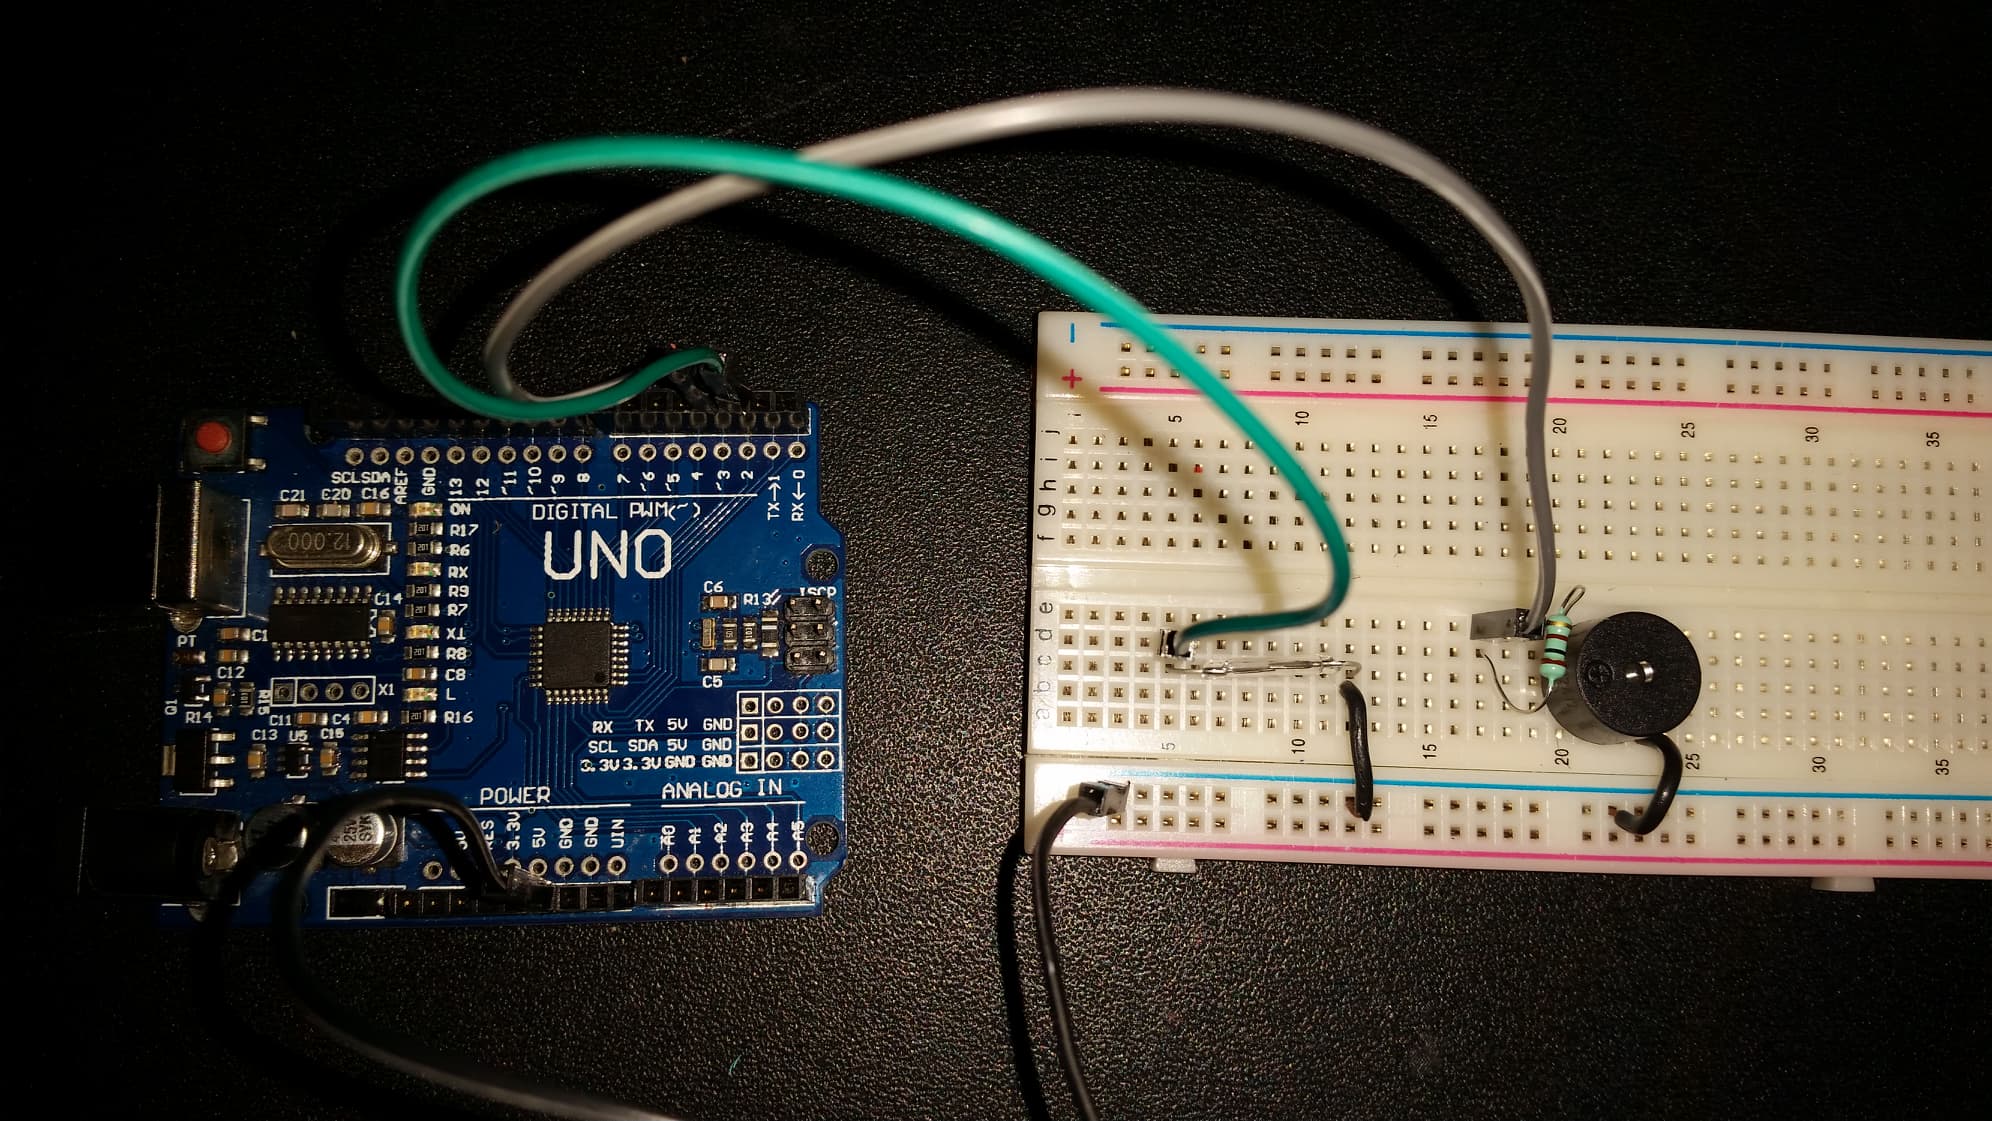 SCL SDA AREF GND 13 12 ~11 ~10 ~9 8 7 ~6 ~5 4 ~3 2 TX→1 RX←0
C21 C20 C16
ON
DIGITAL PWM(~)
R17
12.000
R6
UNO
RX
R9
C14
R7
C1
TX
PT
R8
C12
C8
X1
L
Q1
R14
R15
C11
C4
R16
C13
U5
C15
C6
R13
ISCP
C5
RX TX 5V GND
SCL SDA 5V GND
3.3V 3.3V GND GND
POWER
ANALOG IN
25V
SYK
3.3V 5V GND GND VIN A0 A1 A2 A3 A4 A5
-
+
5 10 15 20 25 30 35
j
i
h
g
f
e
d
c
b
a
5 10 15 20 25 30 35
+